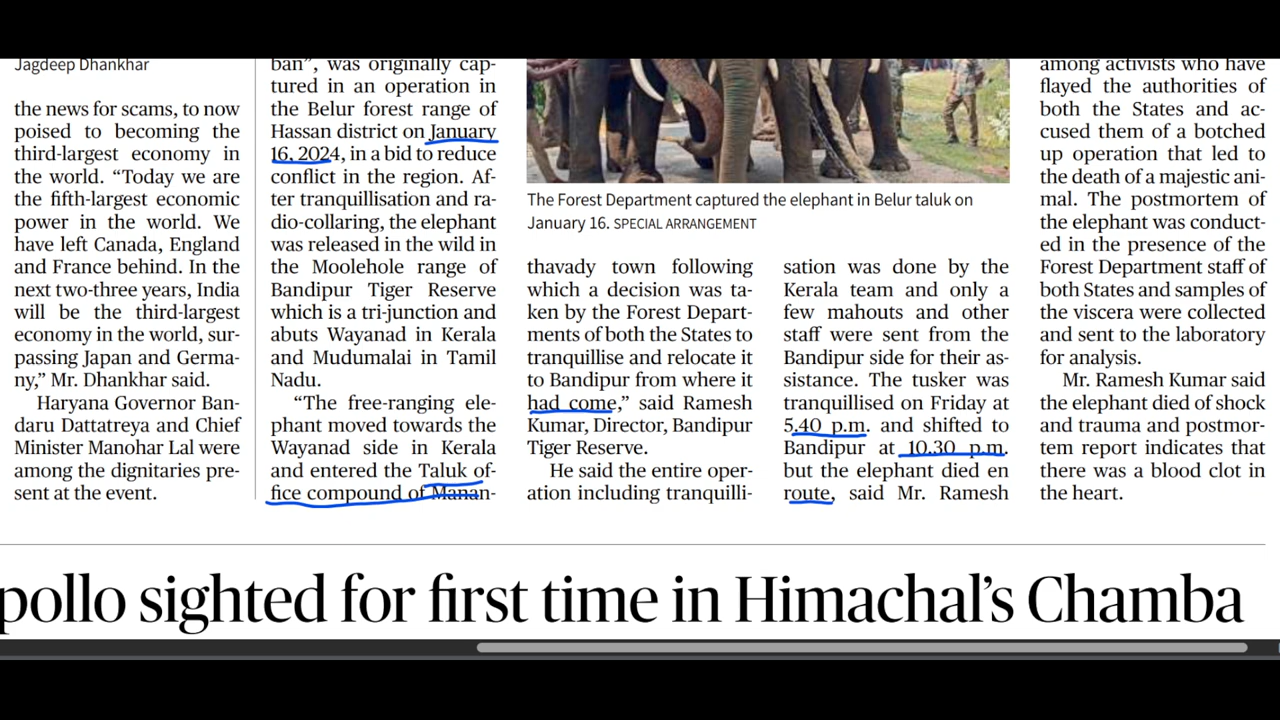 Jagdeep Dhankhar
the news for scams, to now
poised to becoming the
third-largest economy in
the world. “Today we are
the fifth-largest economic
power in the world. We
have left Canada, England
and France behind. In the
next two-three years, India
will be the third-largest
economy in the world, sur-
passing Japan and Germa-
ny,” Mr. Dhankhar said.
Haryana Governor Ban-
daru Dattatreya and Chief
Minister Manohar Lal were
among the dignitaries pre-
sent at the event.
ban”, was originally cap-
tured in an operation in
the Belur forest range of
Hassan district on January
16, 2024, in a bid to reduce
conflict in the region. Af-
ter tranquillisation and ra-
dio-collaring, the elephant
was released in the wild in
the Moolehole range of
Bandipur Tiger Reserve
which is a tri-junction and
abuts Wayanad in Kerala
and Mudumalai in Tamil
Nadu.
“The free-ranging ele-
phant moved towards the
Wayanad side in Kerala
and entered the Taluk of-
fice compound of Manan-
The Forest Department captured the elephant in Belur taluk on
January 16. SPECIAL ARRANGEMENT
thavady town following
which a decision was ta-
ken by the Forest Depart-
ments of both the States to
tranquillise and relocate it
to Bandipur from where it
had come,” said Ramesh
Kumar, Director, Bandipur
Tiger Reserve.
He said the entire oper-
ation including tranquilli-
sation was done by the
Kerala team and only a
few mahouts and other
staff were sent from the
Bandipur side for their as-
sistance. The tusker was
tranquillised on Friday at
5.40 p.m. and shifted to
Bandipur at 10.30 p.m.
but the elephant died en
route, said Mr. Ramesh
among activists who have
flayed the authorities of
both the States and ac-
cused them of a botched
up operation that led to
the death of a majestic ani-
mal. The postmortem of
the elephant was conduct-
ed in the presence of the
Forest Department staff of
both States and samples of
the viscera were collected
and sent to the laboratory
for analysis.
Mr. Ramesh Kumar said
the elephant died of shock
and trauma and postmor-
tem report indicates that
there was a blood clot in
the heart.
pollo sighted for first time in Himachal’s Chamba